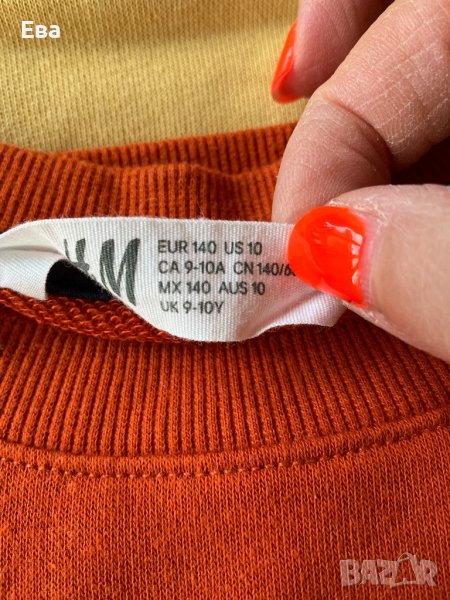 Ева
H&M
EUR 140 US 10
CA 9-10A CN 140/6
MX 140 AUS 10
UK 9-10Y
BAZAR